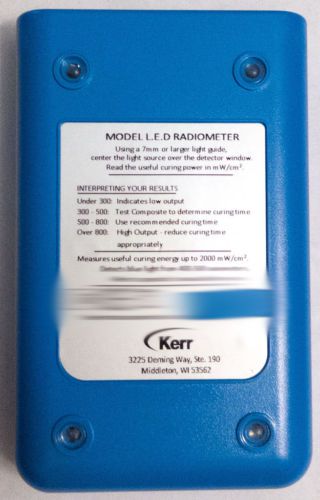 MODEL L.E.D RADIOMETER
Using a 7mm or larger light guide,
center the light source over the detector window.
Read the useful curing power in mW/cm².
INTERPRETING YOUR RESULTS
Under 300: Indicates low output
300 - 500: Test Composite to determine curing time
500 - 800: Use recommended curing time
Over 800: High Output - reduce curing time
appropriately
Measures useful curing energy up to 2000 mW/cm².
Kerr
3225 Deming Way, Ste. 190
Middleton, WI 53562